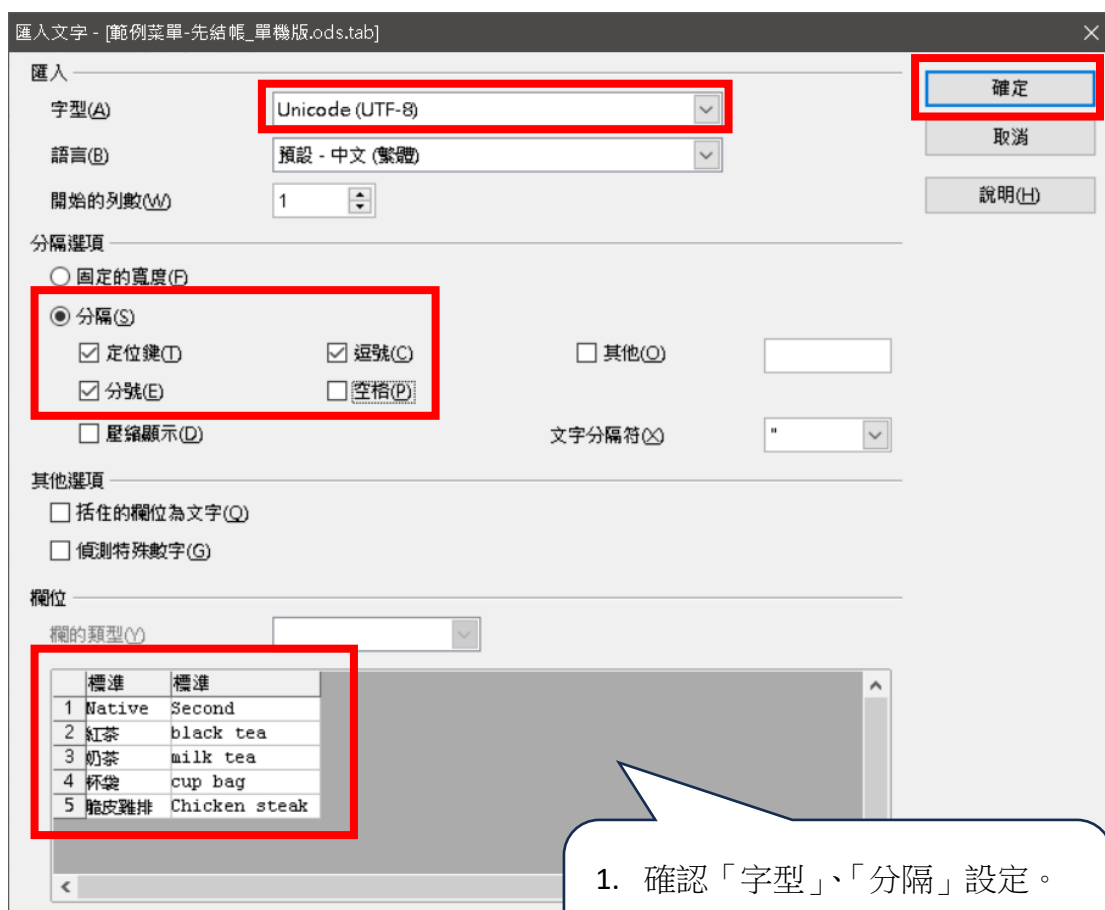 匯入文字 - [範例菜單-先結帳_單機版.ods.tab]
匯入
確定
字型(A) Unicode (UTF-8)
取消
語言(B) 預設 - 中文 (繁體)
開始的列數(W) 1
說明(H)
分隔選項
固定的寬度(F)
分隔(S)
定位鍵(T) 逗號(C) 其他(O)
分號(E) 空格(P)
壓縮顯示(D) 文字分隔符(X) "
其他選項
括住的欄位為文字(Q)
偵測特殊數字(G)
欄位
欄的類型(Y)
標準 標準
1 Native Second
2 紅茶 black tea
3 奶茶 milk tea
4 杯袋 cup bag
5 脆皮雞排 Chicken steak
1. 確認「字型」、「分隔」設定。